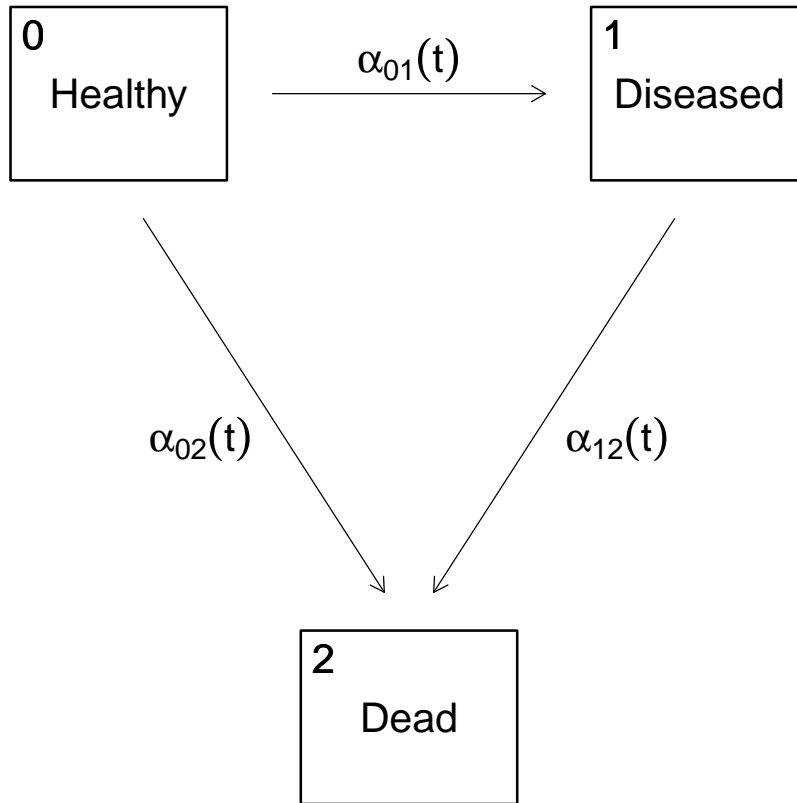 0
Healthy
α01(t)
1
Diseased
α02(t)
α12(t)
2
Dead